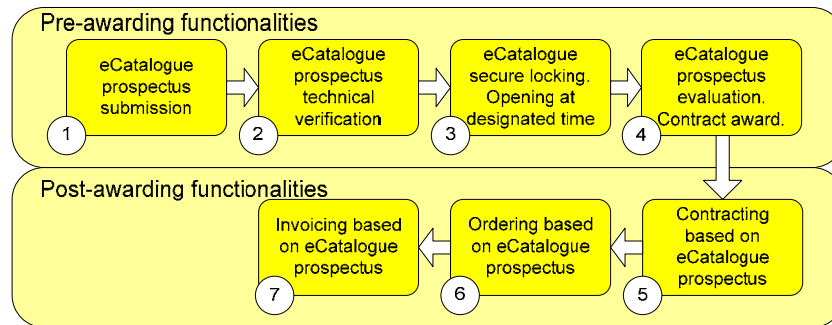 Pre-awarding functionalities
eCatalogue
prospectus
submission
1
eCatalogue
prospectus
technical
verification
2
eCatalogue
secure locking.
Opening at
designated time
3
eCatalogue
prospectus
evaluation.
Contract award.
4
Post-awarding functionalities
Contracting
based on
eCatalogue
prospectus
5
Ordering based
on eCatalogue
prospectus
6
Invoicing based
on eCatalogue
prospectus
7